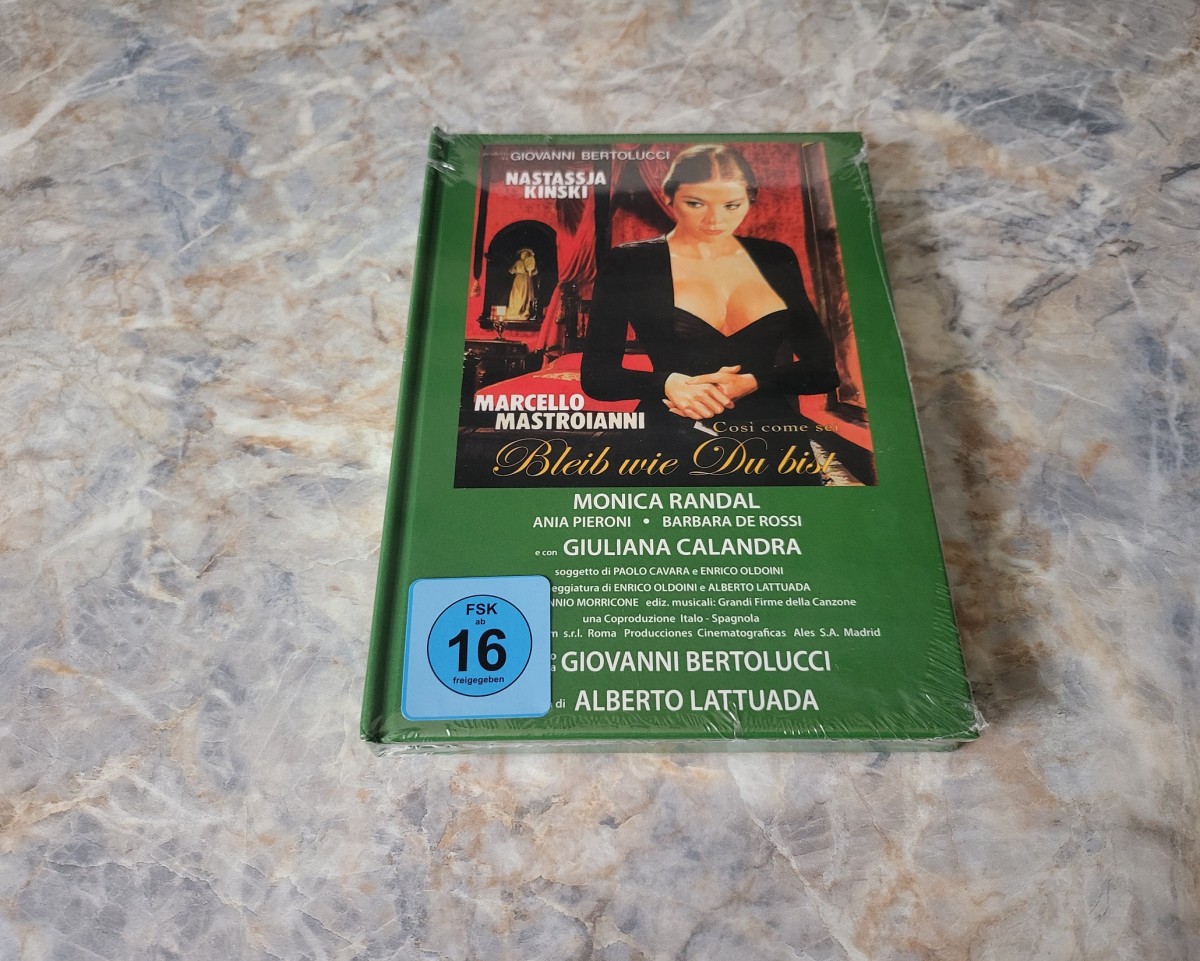 GIOVANNI BERTOLUCCI
NASTASSJA
KINSKI
MARCELLO
MASTROIANNI
Così come sei
Bleib wie Du bist
MONICA RANDAL
ANIA PIERONI • BARBARA DE ROSSI
e con GIULIANA CALANDRA
soggetto di PAOLO CAVARA e ENRICO OLDOINI
eggiatura di ENRICO OLDOINI e ALBERTO LATTUADA
NNIO MORRICONE ediz. musicali: Grandi Firme della Canzone
una Coproduzione Italo - Spagnola
m s.r.l. Roma Producciones Cinematograficas Ales S.A. Madrid
GIOVANNI BERTOLUCCI
di ALBERTO LATTUADA
FSK
ab
16
freigegeben